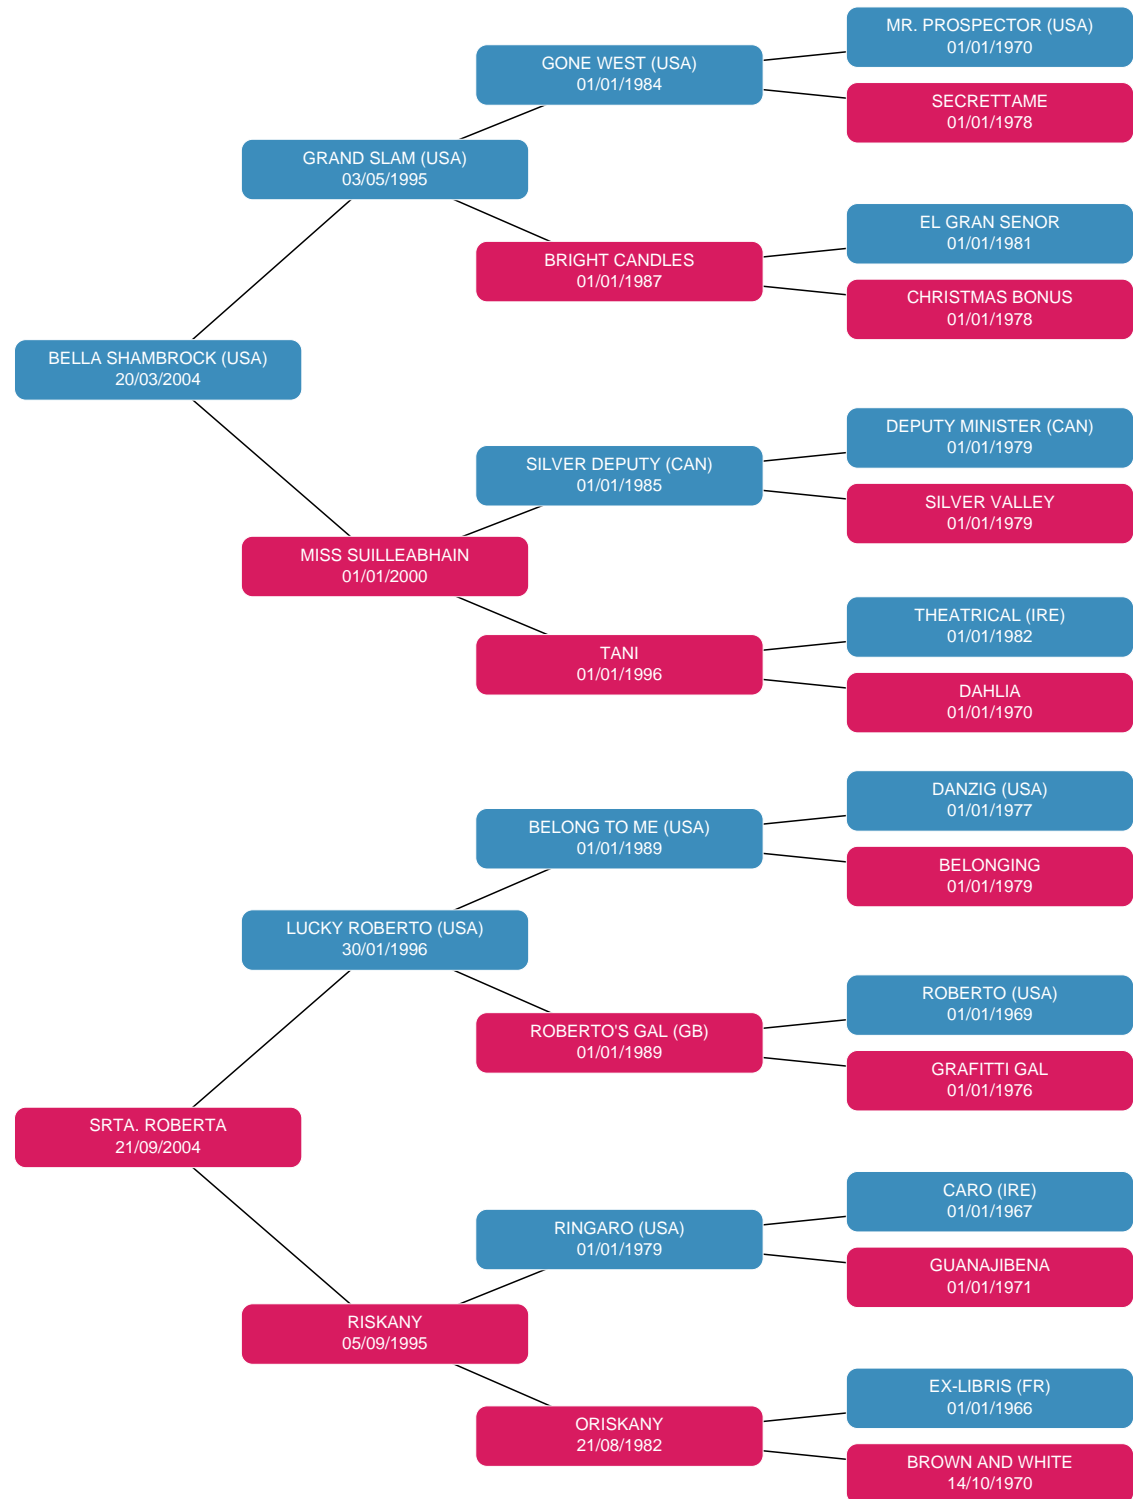 MR. PROSPECTOR (USA)
01/01/1970
GONE WEST (USA)
01/01/1984
SECRETTAME
01/01/1978
GRAND SLAM (USA)
03/05/1995
EL GRAN SENOR
01/01/1981
BRIGHT CANDLES
01/01/1987
CHRISTMAS BONUS
01/01/1978
BELLA SHAMBROCK (USA)
20/03/2004
DEPUTY MINISTER (CAN)
01/01/1979
SILVER DEPUTY (CAN)
01/01/1985
SILVER VALLEY
01/01/1979
MISS SUILLEABHAIN
01/01/2000
THEATRICAL (IRE)
01/01/1982
TANI
01/01/1996
DAHLIA
01/01/1970
DANZIG (USA)
01/01/1977
BELONG TO ME (USA)
01/01/1989
BELONGING
01/01/1979
LUCKY ROBERTO (USA)
30/01/1996
ROBERTO (USA)
01/01/1969
ROBERTO'S GAL (GB)
01/01/1989
GRAFITTI GAL
01/01/1976
SRTA. ROBERTA
21/09/2004
CARO (IRE)
01/01/1967
RINGARO (USA)
01/01/1979
GUANAJIBENA
01/01/1971
RISKANY
05/09/1995
EX-LIBRIS (FR)
01/01/1966
ORISKANY
21/08/1982
BROWN AND WHITE
14/10/1970